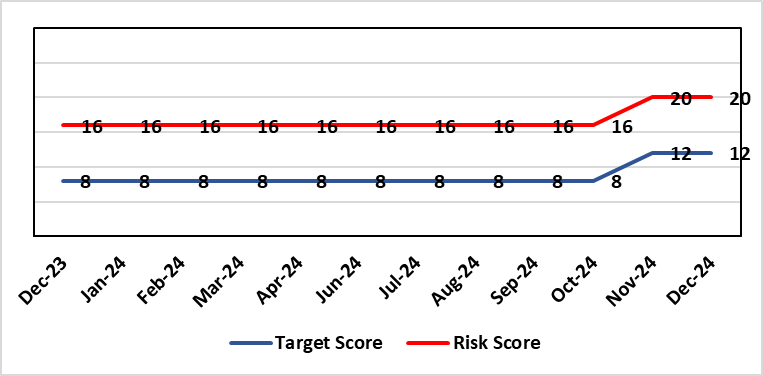 20 20
16 16 16 16 16 16 16 16 16 16
12 12
8 8 8 8 8 8 8 8 8 8
Dec-23 Jan-24 Feb-24 Mar-24 Apr-24 Jun-24 Jul-24 Aug-24 Sep-24 Oct-24 Nov-24 Dec-24
Target Score Risk Score